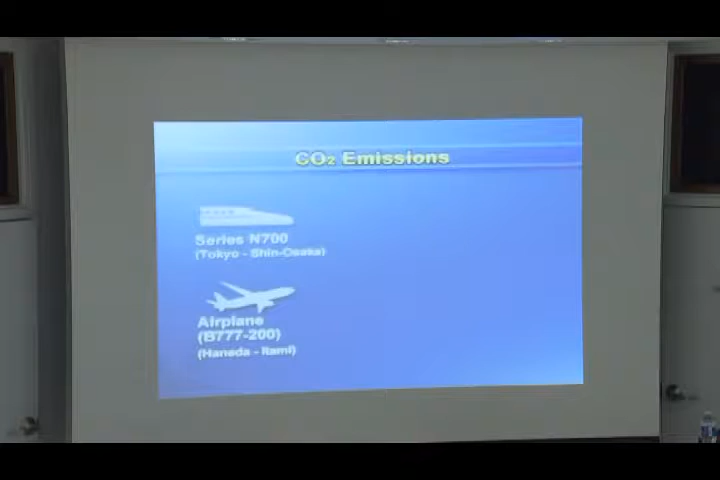 CO₂ Emissions
Series N700
(Tokyo - Shin-Osaka)
Airplane
(B777-200)
(Haneda - Itami)